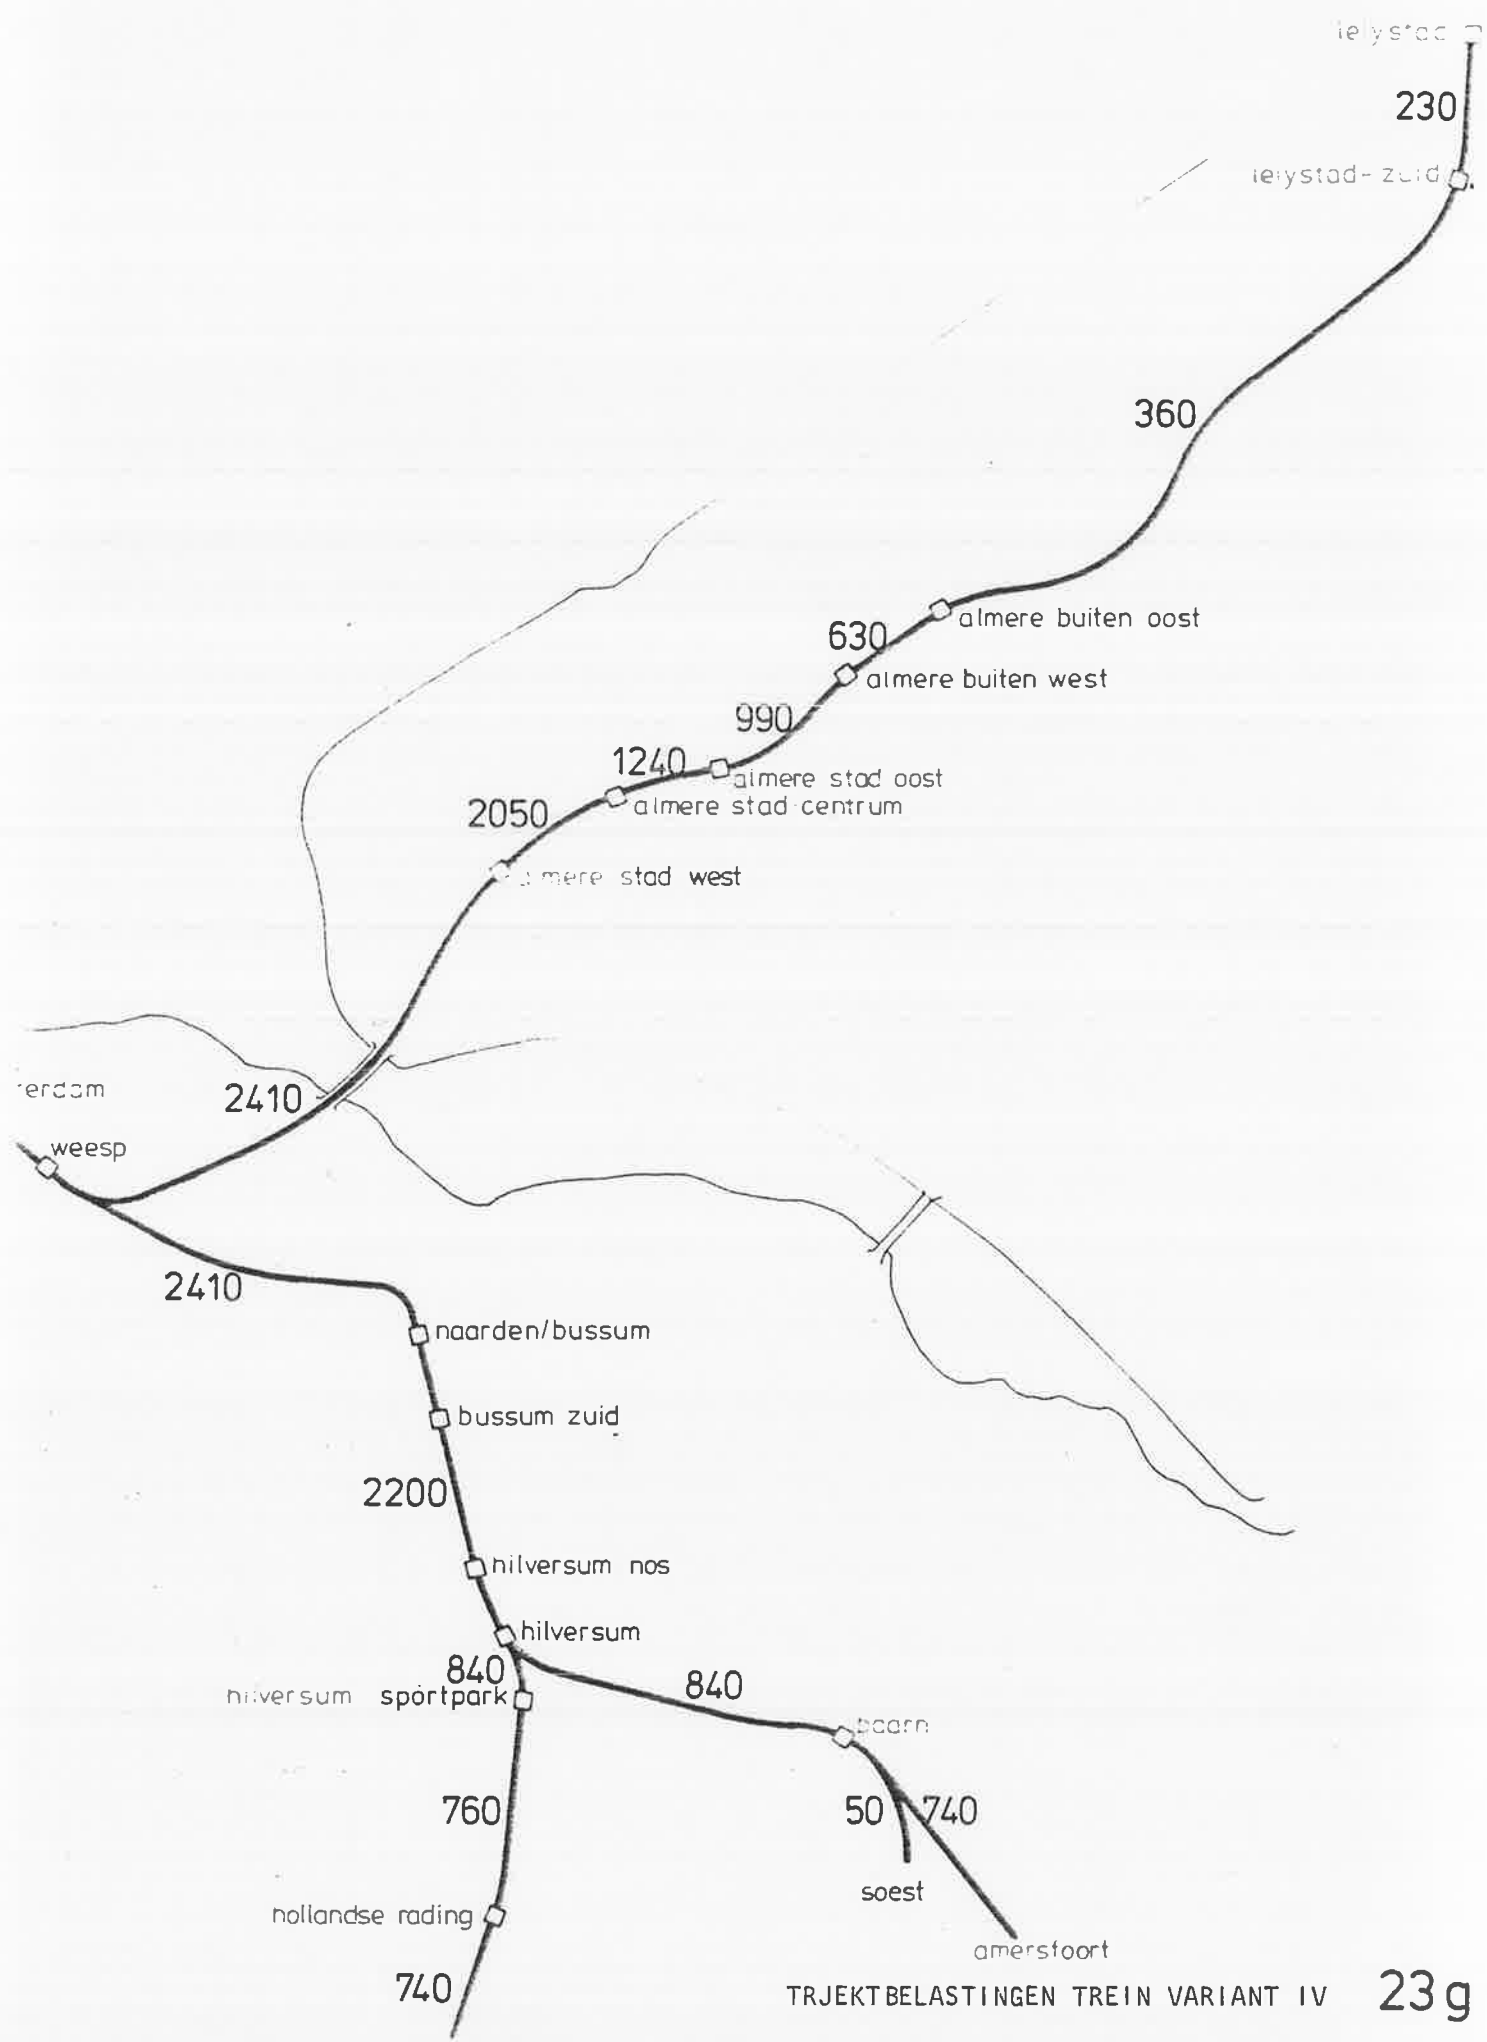 230
360
almere buiten oost
630
almere buiten west
990
1240
almere stad oost
2050
almere stad centrum
stad west
2410
weesp
2410
naarden/bussum
bussum zuid
2200
hilversum nos
hilversum
840
840
hilversum sportpark
baarn
760
50
740
soest
hollandse rading
amersfoort
740
TRJEKTBELASTINGEN TREIN VARIANT IV
23g